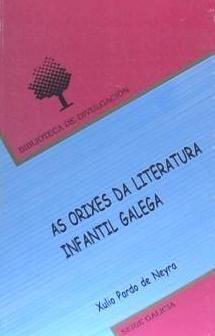 BIBLIOTECA DE DIVULGACIÓN
AS ORIXES DA LITERATURA
INFANTIL GALEGA
Xulio Pardo de Neyra
SERIE GALICIA